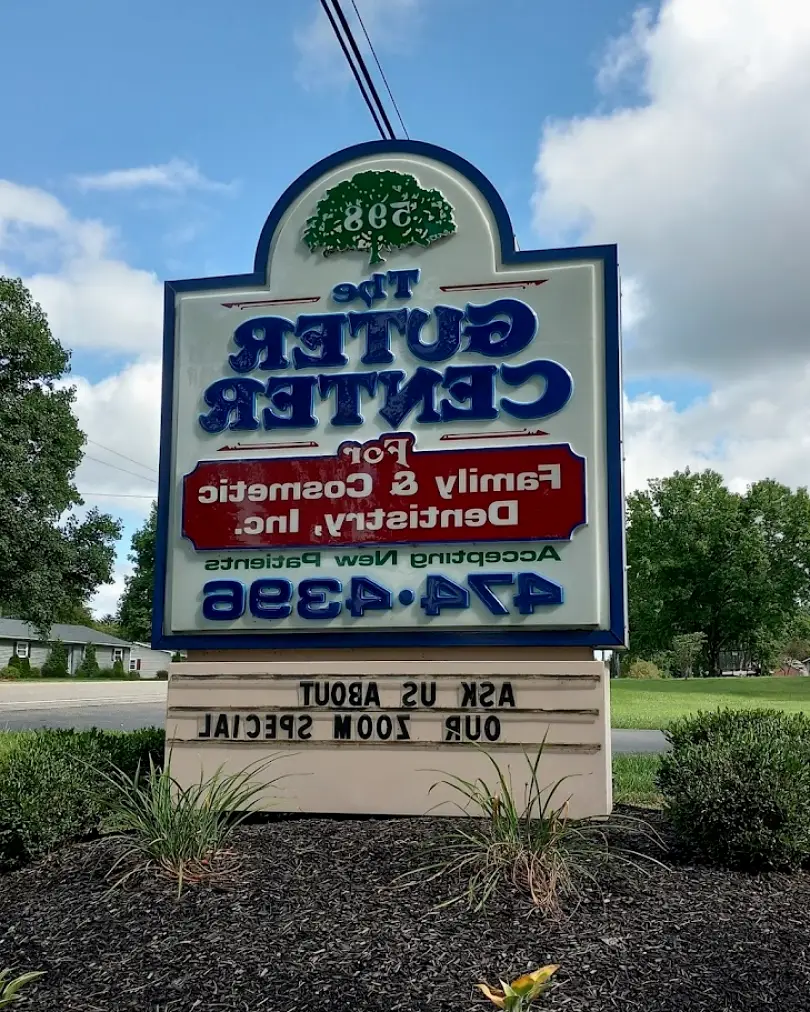 598
The
GUTER
CENTER
For
Family & Cosmetic
Dentistry, Inc.
Accepting New Patients
474•4396
ASK US ABOUT
OUR ZOOM SPECIAL